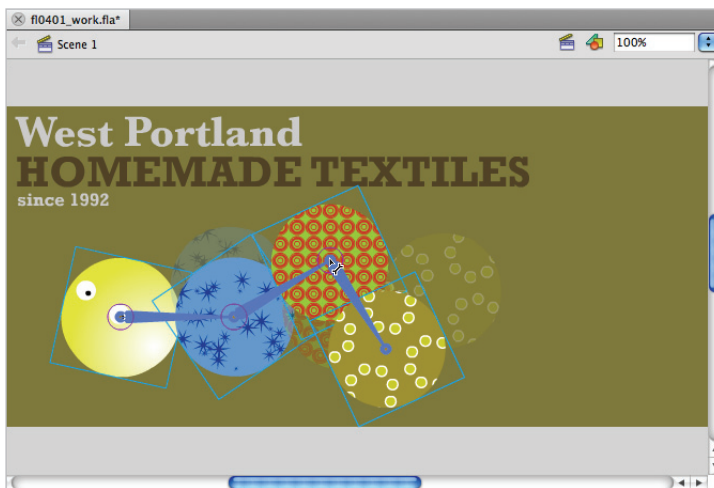 fl0401_work.fla*
Scene 1
100%
West Portland
HOMEMADE TEXTILES
since 1992